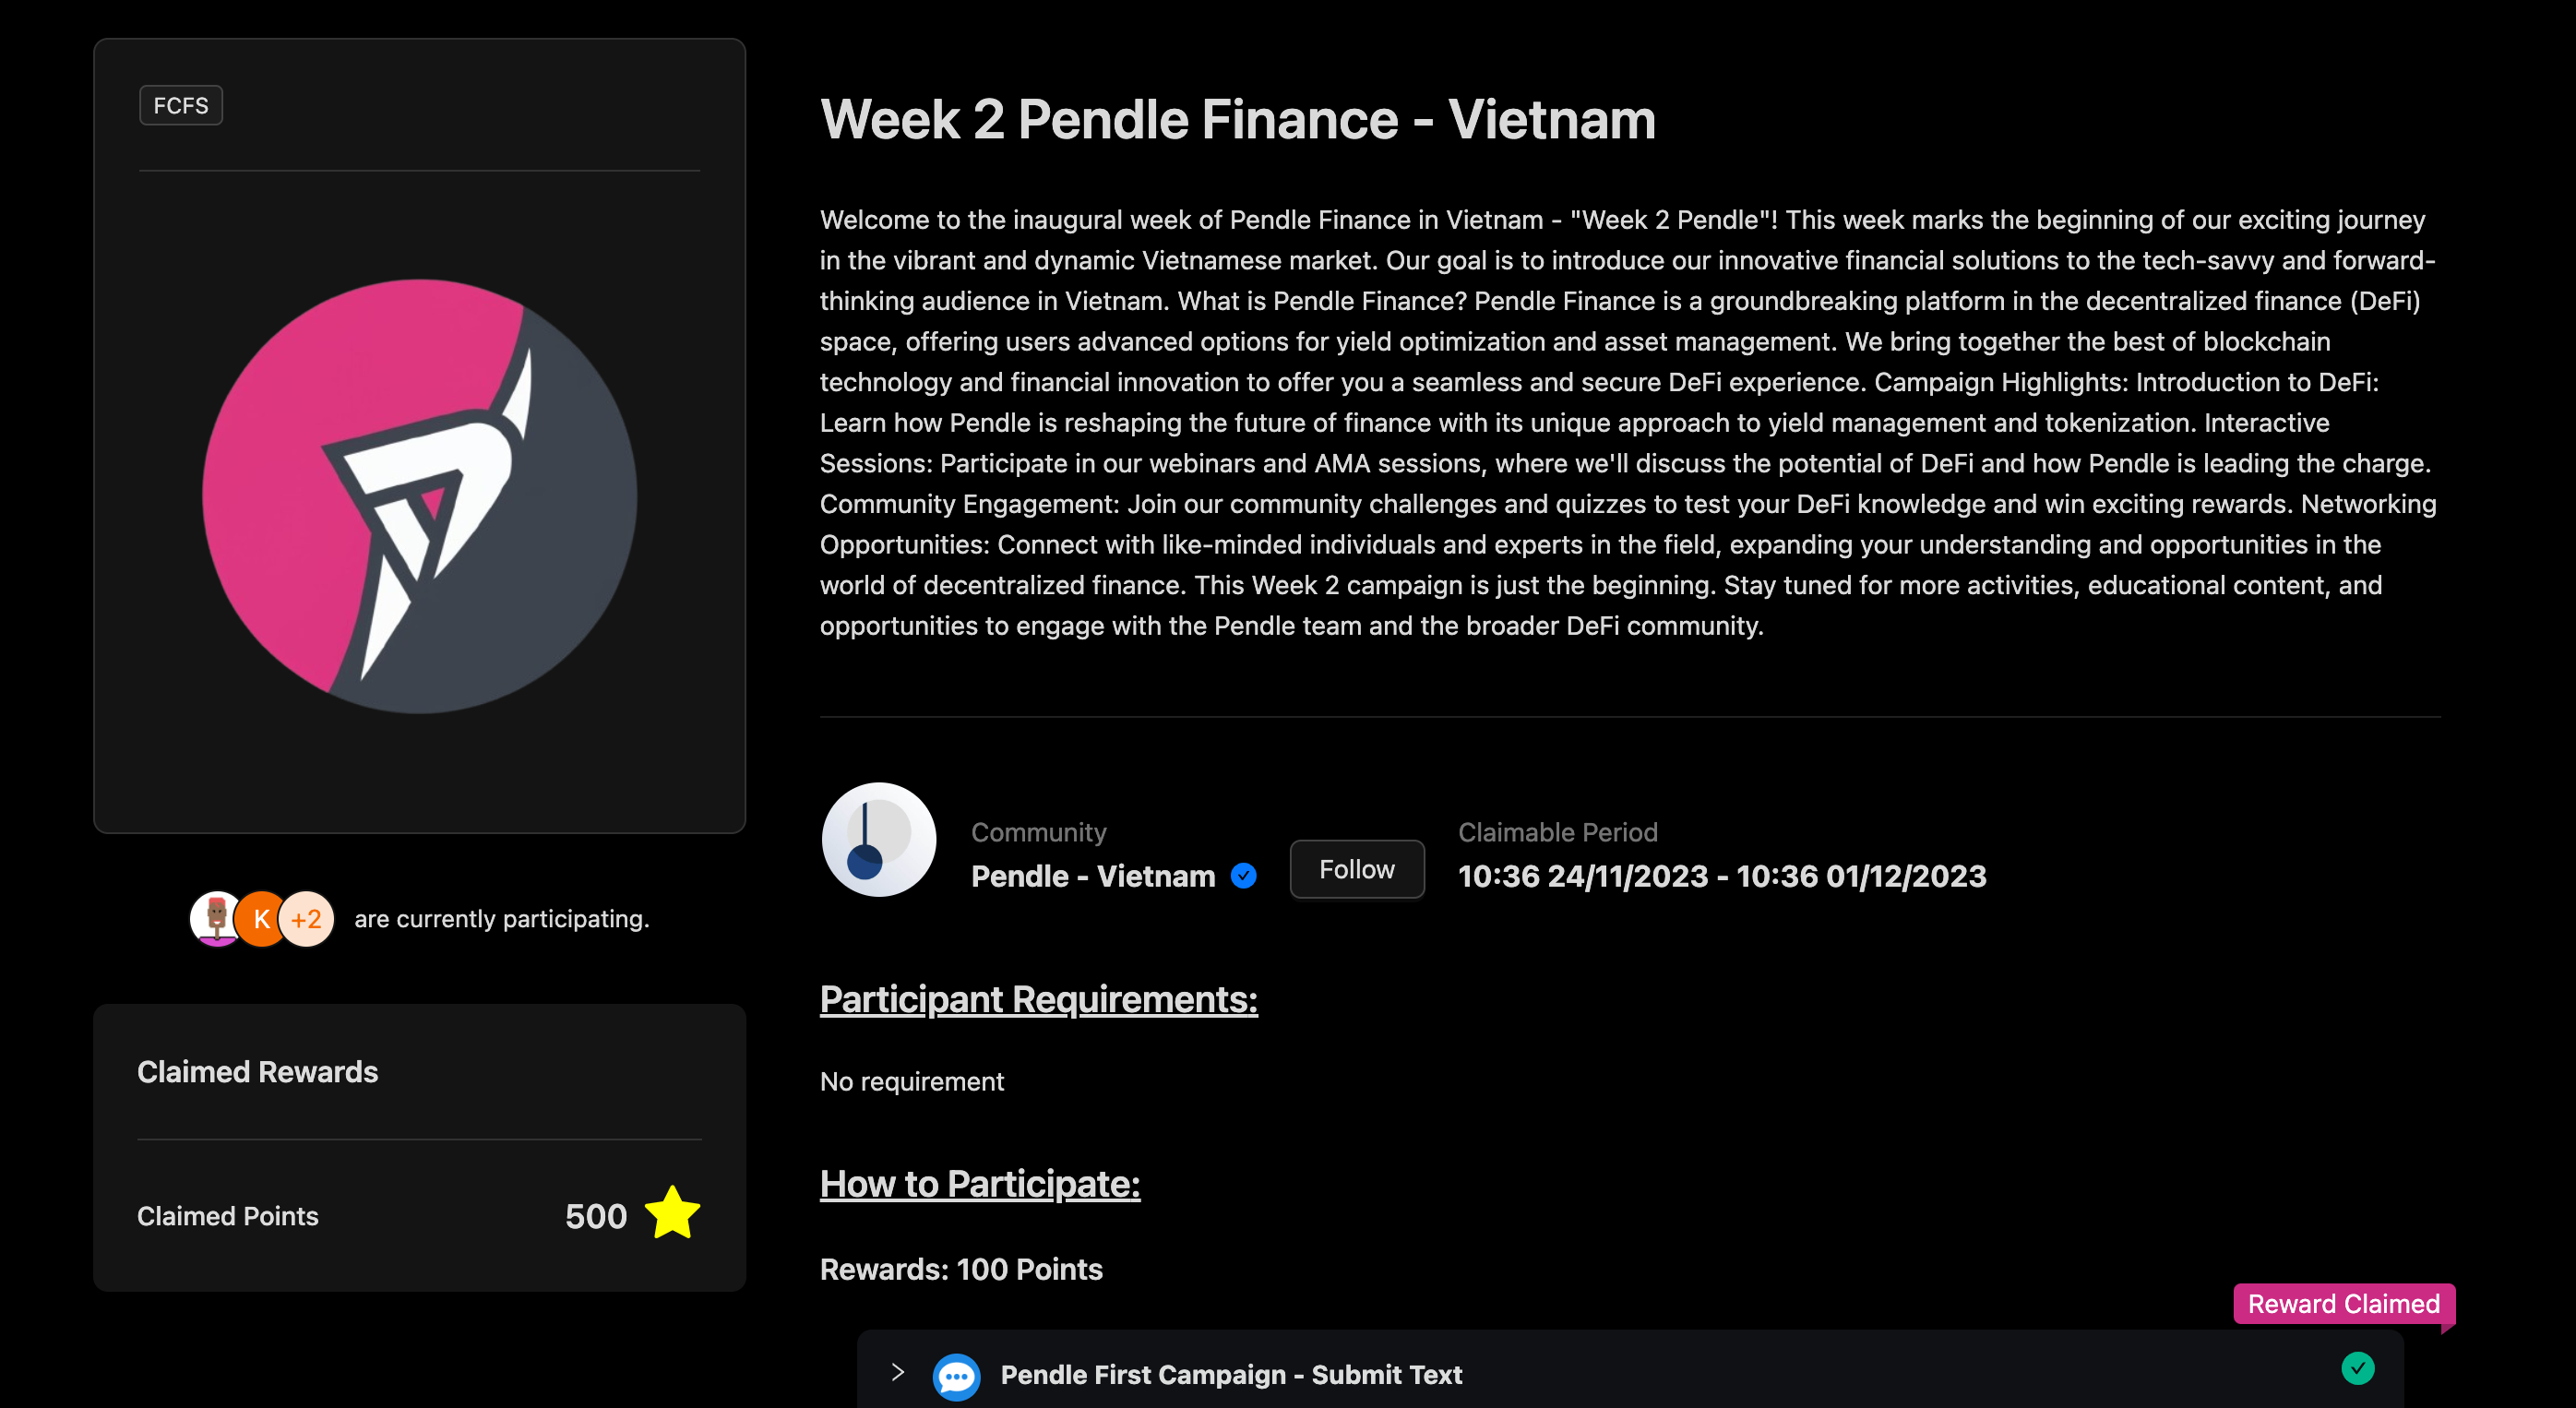 FCFS
Week 2 Pendle Finance - Vietnam
Welcome to the inaugural week of Pendle Finance in Vietnam - "Week 2 Pendle"! This week marks the beginning of our exciting journey
in the vibrant and dynamic Vietnamese market. Our goal is to introduce our innovative financial solutions to the tech-savvy and forward-
thinking audience in Vietnam. What is Pendle Finance? Pendle Finance is a groundbreaking platform in the decentralized finance (DeFi)
space, offering users advanced options for yield optimization and asset management. We bring together the best of blockchain
technology and financial innovation to offer you a seamless and secure DeFi experience. Campaign Highlights: Introduction to DeFi:
Learn how Pendle is reshaping the future of finance with its unique approach to yield management and tokenization. Interactive
Sessions: Participate in our webinars and AMA sessions, where we'll discuss the potential of DeFi and how Pendle is leading the charge.
Community Engagement: Join our community challenges and quizzes to test your DeFi knowledge and win exciting rewards. Networking
Opportunities: Connect with like-minded individuals and experts in the field, expanding your understanding and opportunities in the
world of decentralized finance. This Week 2 campaign is just the beginning. Stay tuned for more activities, educational content, and
opportunities to engage with the Pendle team and the broader DeFi community.
Community
Pendle - Vietnam
Follow
Claimable Period
10:36 24/11/2023 - 10:36 01/12/2023
K +2 are currently participating.
Participant Requirements:
No requirement
Claimed Rewards
Claimed Points 500
How to Participate:
Rewards: 100 Points
Reward Claimed
Pendle First Campaign - Submit Text